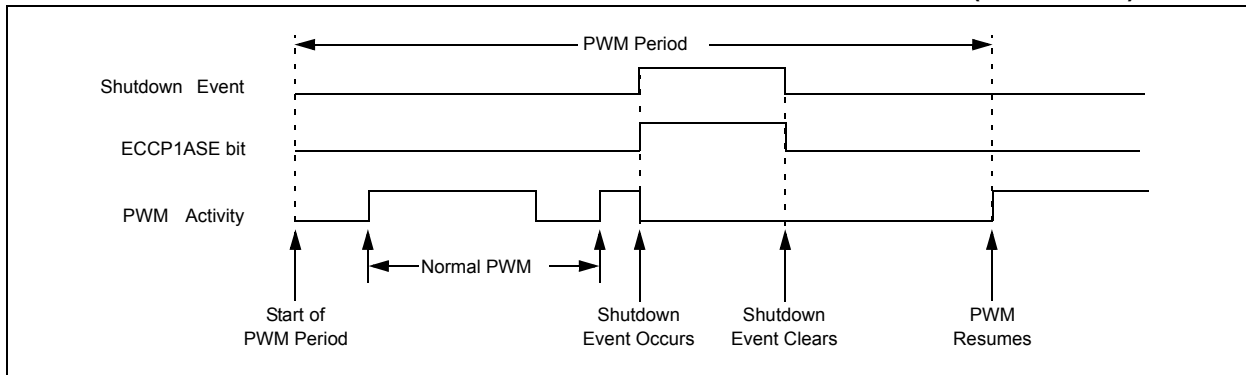 PWM Period
Shutdown Event
ECCP1ASE bit
PWM Activity
Normal PWM
Start of
PWM Period
Shutdown
Event Occurs
Shutdown
Event Clears
PWM
Resumes